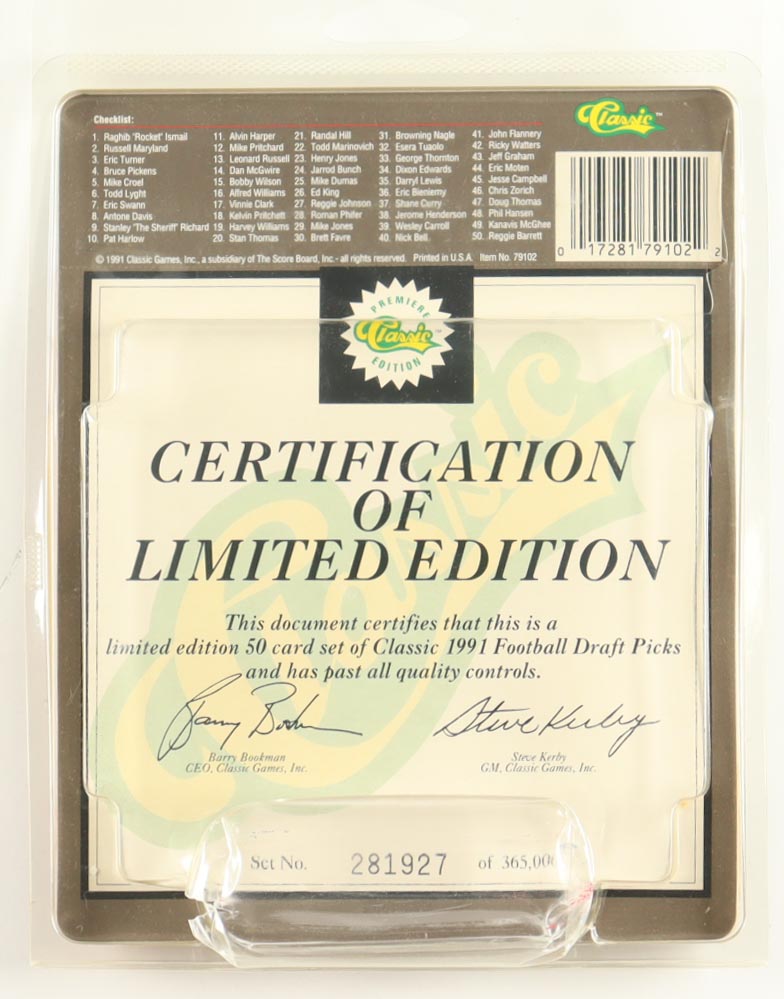 Checklist:
1. Raghib "Rocket" Ismail
2. Russell Maryland
3. Eric Turner
4. Bruce Pickens
5. Mike Croel
6. Todd Lyght
7. Eric Swann
8. Antone Davis
9. Stanley "The Sheriff" Richard
10. Pat Harlow
11. Alvin Harper
12. Mike Pritchard
13. Leonard Russell
14. Dan McGwire
15. Bobby Wilson
16. Alfred Williams
17. Vinnie Clark
18. Kelvin Pritchett
19. Harvey Williams
20. Stan Thomas
21. Randal Hill
22. Todd Marinovich
23. Henry Jones
24. Jarrod Bunch
25. Mike Dumas
26. Ed King
27. Reggie Johnson
28. Roman Phifer
29. Mike Jones
30. Brett Favre
31. Browning Nagle
32. Esera Tuaolo
33. George Thornton
34. Dixon Edwards
35. Darryl Lewis
36. Eric Bieniemy
37. Shane Curry
38. Jerome Henderson
39. Wesley Carroll
40. Nick Bell
41. John Flannery
42. Ricky Watters
43. Jeff Graham
44. Eric Moten
45. Jesse Campbell
46. Chris Zorich
47. Doug Thomas
48. Phil Hansen
49. Kanavis McGhee
50. Reggie Barrett
Classic™
0 17281 79102 2
© 1991 Classic Games, Inc., a subsidiary of The Score Board, Inc.- all rights reserved. Printed in U.S.A. Item No. 79102
PREMIERE
Classic™
EDITION
CERTIFICATION
OF
LIMITED EDITION
This document certifies that this is a
limited edition 50 card set of Classic 1991 Football Draft Picks
and has past all quality controls.
Barry Bookman
Steve Kerby
Barry Bookman
CEO, Classic Games, Inc.
Steve Kerby
GM, Classic Games, Inc.
Set No. 281927 of